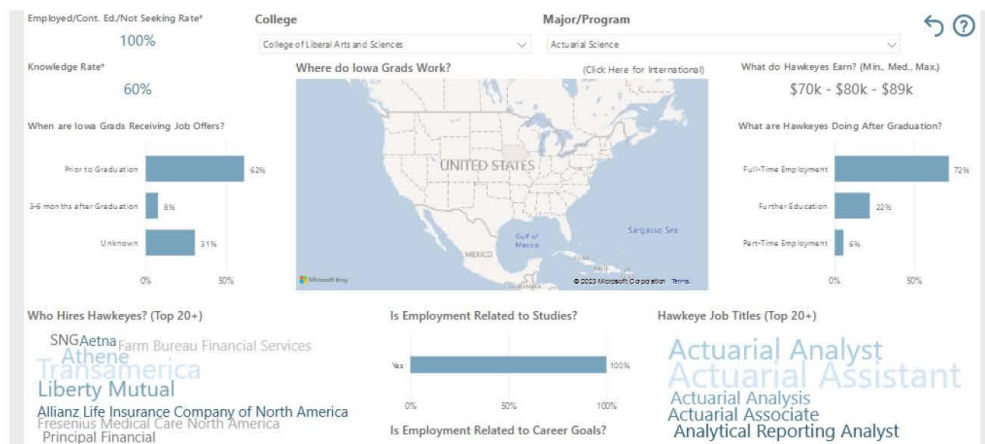 Employed/Cont. Ed./Not Seeking Rate*
100%
College
College of Liberal Arts and Sciences
Major/Program
Actuarial Science
Knowledge Rate*
60%
Where do Iowa Grads Work?
(Click Here for International)
What do Hawkeyes Earn? (Min., Med., Max.)
$70k - $80k - $89k
When are Iowa Grads Receiving Job Offers?
Prior to Graduation
62%
3-6 months after Graduation
8%
Unknown
31%
0%
50%
UNITED STATES
MEXICO
Gulf of
Mexico
Sargasso Sea
CUBA
Microsoft Bing
© 2023 Microsoft Corporation Terms
What are Hawkeyes Doing After Graduation?
Full-Time Employment
72%
Further Education
22%
Part-Time Employment
6%
0%
50%
Who Hires Hawkeyes? (Top 20+)
SNG
Aetna
Farm Bureau Financial Services
Athene
Transamerica
Liberty Mutual
Allianz Life Insurance Company of North America
Fresenius Medical Care North America
Principal Financial
Is Employment Related to Studies?
Yes
100%
0%
50%
100%
Is Employment Related to Career Goals?
Hawkeye Job Titles (Top 20+)
Actuarial Analyst
Actuarial Assistant
Actuarial Analysis
Actuarial Associate
Analytical Reporting Analyst